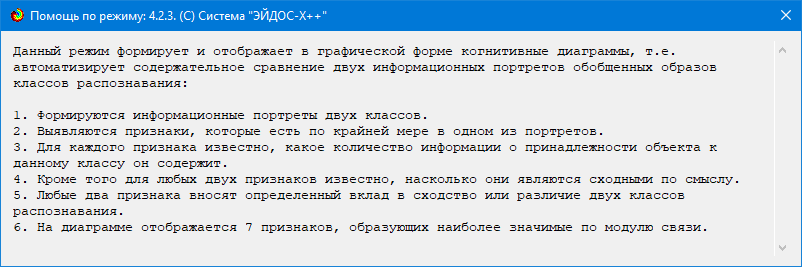 Помощь по режиму: 4.2.3. (C) Система "ЭЙДОС-X++"
Данный режим формирует и отображает в графической форме когнитивные диаграммы, т.е.
автоматизирует содержательное сравнение двух информационных портретов обобщенных образов
классов распознавания:
1. Формируются информационные портреты двух классов.
2. Выявляются признаки, которые есть по крайней мере в одном из портретов.
3. Для каждого признака известно, какое количество информации о принадлежности объекта к
данному классу он содержит.
4. Кроме того для любых двух признаков известно, насколько они являются сходными по смыслу.
5. Любые два признака вносят определенный вклад в сходство или различие двух классов
распознавания.
6. На диаграмме отображается 7 признаков, образующих наиболее значимые по модулю связи.